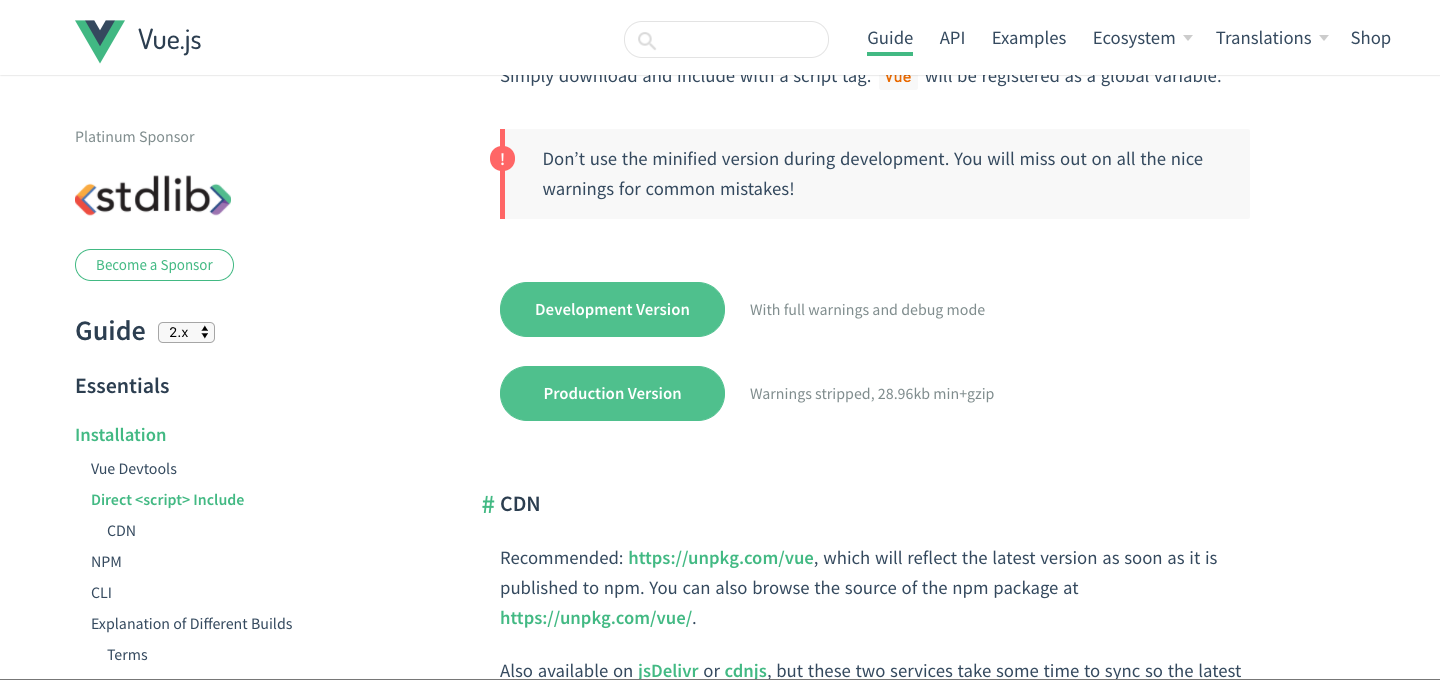 Vue.js
Guide
API
Examples
Ecosystem
Translations
Shop
Platinum Sponsor
<stdlib>
Become a Sponsor
Guide 2.x
Essentials
Installation
Vue Devtools
Direct <script> Include
CDN
NPM
CLI
Explanation of Different Builds
Terms
Simply download and include with a script tag. Vue will be registered as a global variable.
! Don’t use the minified version during development. You will miss out on all the nice
warnings for common mistakes!
Development Version
With full warnings and debug mode
Production Version
Warnings stripped, 28.96kb min+gzip
# CDN
Recommended: https://unpkg.com/vue, which will reflect the latest version as soon as it is
published to npm. You can also browse the source of the npm package at
https://unpkg.com/vue/.
Also available on jsDelivr or cdnjs, but these two services take some time to sync so the latest